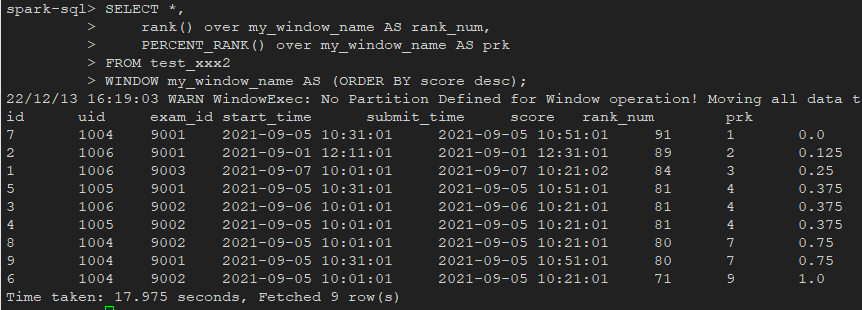 spark-sql> SELECT *,
         >      rank() over my_window_name AS rank_num,
         >      PERCENT_RANK() over my_window_name AS prk
         > FROM test_xxx2
         > WINDOW my_window_name AS (ORDER BY score desc);
22/12/13 16:19:03 WARN WindowExec: No Partition Defined for Window operation! Moving all data t
id	uid	exam_id	start_time	submit_time	score	rank_num	prk
7	1004	9001	2021-09-05 10:31:01	2021-09-05 10:51:01	91	1	0.0
2	1006	9001	2021-09-01 12:11:01	2021-09-01 12:31:01	89	2	0.125
1	1006	9003	2021-09-07 10:01:01	2021-09-07 10:21:02	84	3	0.25
5	1005	9001	2021-09-05 10:31:01	2021-09-05 10:51:01	81	4	0.375
3	1006	9002	2021-09-06 10:01:01	2021-09-06 10:21:01	81	4	0.375
4	1005	9002	2021-09-05 10:01:01	2021-09-05 10:21:01	81	4	0.375
8	1004	9002	2021-09-05 10:01:01	2021-09-05 10:21:01	80	7	0.75
9	1004	9001	2021-09-05 10:31:01	2021-09-05 10:51:01	80	7	0.75
6	1004	9002	2021-09-05 10:01:01	2021-09-05 10:21:01	71	9	1.0
Time taken: 17.975 seconds, Fetched 9 row(s)